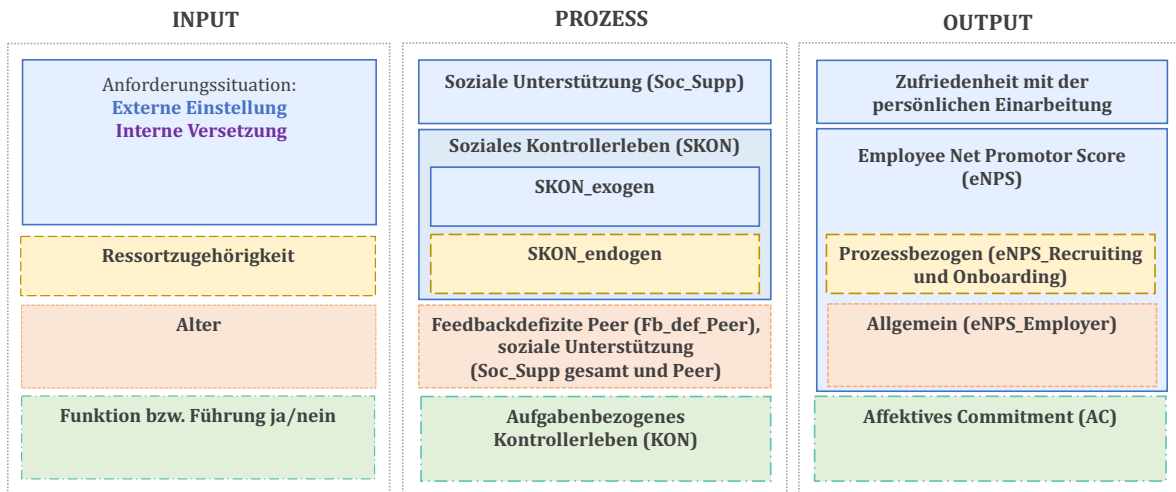 INPUT
Anforderungssituation:
Externe Einstellung
Interne Versetzung
Ressortzugehörigkeit
Alter
Funktion bzw. Führung ja/nein
PROZESS
Soziale Unterstützung (Soc_Supp)
Soziales Kontrollerleben (SKON)
SKON_exogen
SKON_endogen
Feedbackdefizite Peer (Fb_def_Peer),
soziale Unterstützung
(Soc_Supp gesamt und Peer)
Aufgabenbezogenes
Kontrollerleben (KON)
OUTPUT
Zufriedenheit mit der
persönlichen Einarbeitung
Employee Net Promotor Score
(eNPS)
Prozessbezogen (eNPS_Recruiting
und Onboarding)
Allgemein (eNPS_Employer)
Affektives Commitment (AC)